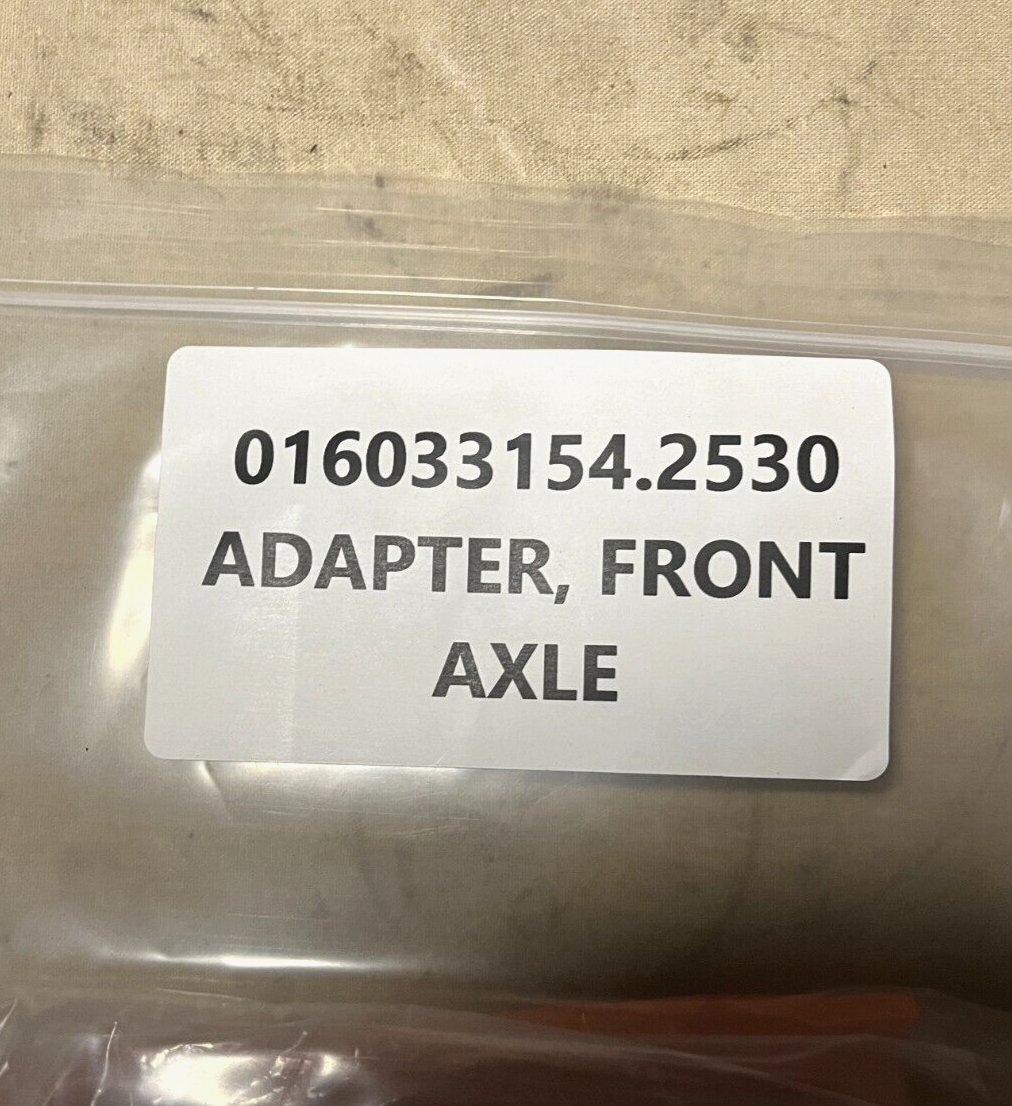 016033154.2530
ADAPTER, FRONT
AXLE